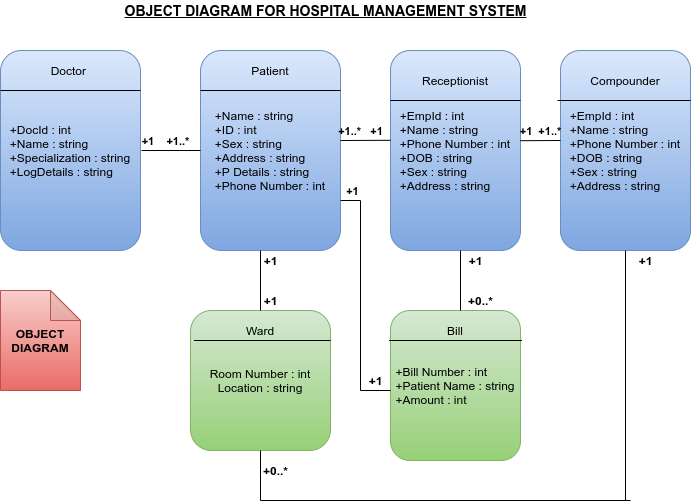 OBJECT DIAGRAM FOR HOSPITAL MANAGEMENT SYSTEM
Doctor
+DocId : int
+Name : string
+Specialization : string
+LogDetails : string
+1
+1..*
Patient
+Name : string
+ID : int
+Sex : string
+Address : string
+P Details : string
+Phone Number : int
+1..*
+1
Receptionist
+EmpId : int
+Name : string
+Phone Number : int
+DOB : string
+Sex : string
+Address : string
+1
+1..*
Compounder
+EmpId : int
+Name : string
+Phone Number : int
+DOB : string
+Sex : string
+Address : string
+1
+1
+1
+1
+1
+0..*
OBJECT
DIAGRAM
Ward
Room Number : int
Location : string
+1
Bill
+Bill Number : int
+Patient Name : string
+Amount : int
+0..*